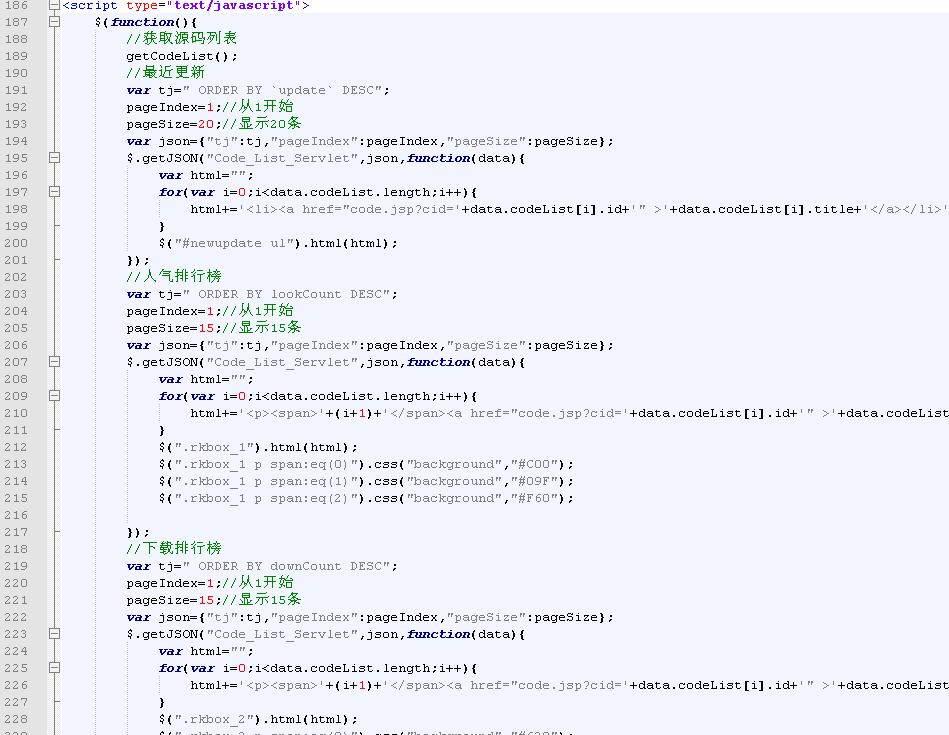 186 <script type="text/javascript">
187 $(function(){
188 //获取源码列表
189 getCodeList();
190 //最近更新
191 var tj=" ORDER BY `update` DESC";
192 pageIndex=1;//从1开始
193 pageSize=20;//显示20条
194 var json={"tj":tj,"pageIndex":pageIndex,"pageSize":pageSize};
195 $.getJSON("Code_List_Servlet",json,function(data){
196 var html="";
197 for(var i=0;i<data.codeList.length;i++){
198 html+='<li><a href="code.jsp?cid='+data.codeList[i].id+'" >'+data.codeList[i].title+'</a></li>'
199 }
200 $("#newupdate ul").html(html);
201 });
202 //人气排行榜
203 var tj=" ORDER BY lookCount DESC";
204 pageIndex=1;//从1开始
205 pageSize=15;//显示15条
206 var json={"tj":tj,"pageIndex":pageIndex,"pageSize":pageSize};
207 $.getJSON("Code_List_Servlet",json,function(data){
208 var html="";
209 for(var i=0;i<data.codeList.length;i++){
210 html+='<p><span>'+(i+1)+'</span><a href="code.jsp?cid='+data.codeList[i].id+'" >'+data.codeList
211 }
212 $(".rkbox_1").html(html);
213 $(".rkbox_1 p span:eq(0)").css("background","#C00");
214 $(".rkbox_1 p span:eq(1)").css("background","#09F");
215 $(".rkbox_1 p span:eq(2)").css("background","#F60");
216
217 });
218 //下载排行榜
219 var tj=" ORDER BY downCount DESC";
220 pageIndex=1;//从1开始
221 pageSize=15;//显示15条
222 var json={"tj":tj,"pageIndex":pageIndex,"pageSize":pageSize};
223 $.getJSON("Code_List_Servlet",json,function(data){
224 var html="";
225 for(var i=0;i<data.codeList.length;i++){
226 html+='<p><span>'+(i+1)+'</span><a href="code.jsp?cid='+data.codeList[i].id+'" >'+data.codeList
227 }
228 $(".rkbox_2").html(html);